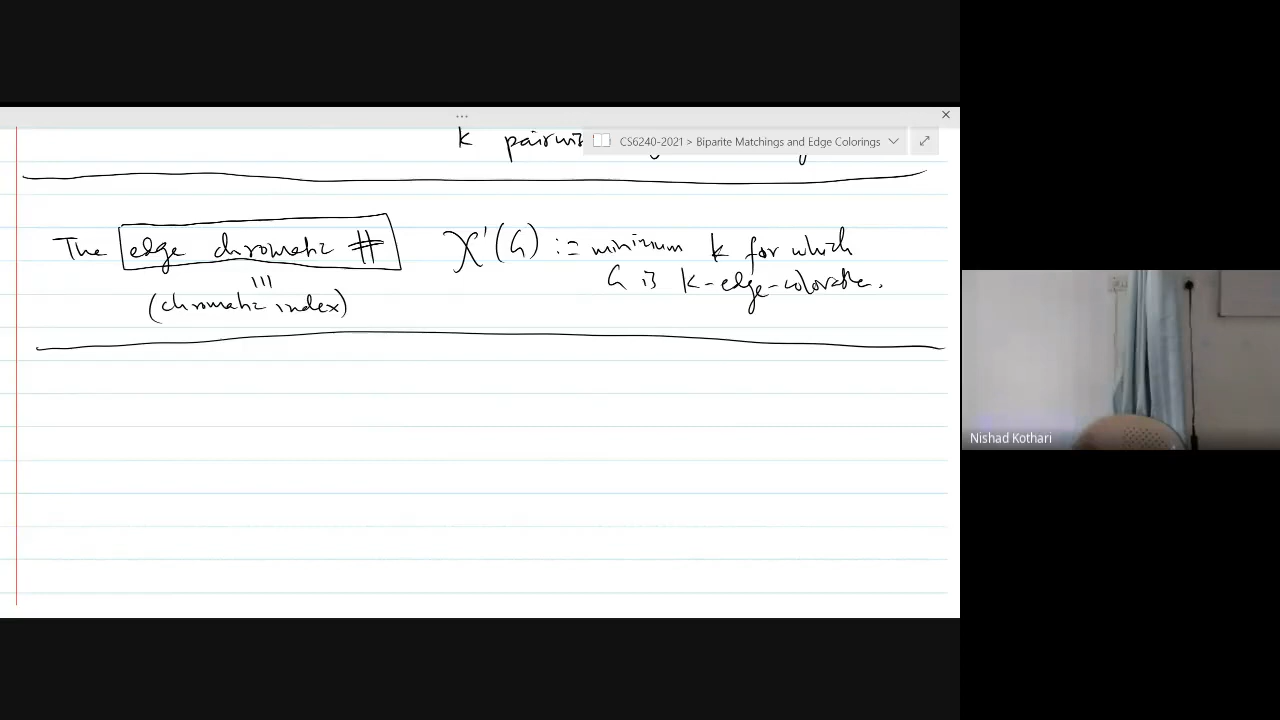 k pairwi
CS6240-2021 > Biparite Matchings and Edge Colorings
The edge chromatic # χ'(G) := minimum k for which
G is k-edge-colorable.
(chromatic index)
Nishad Kothari